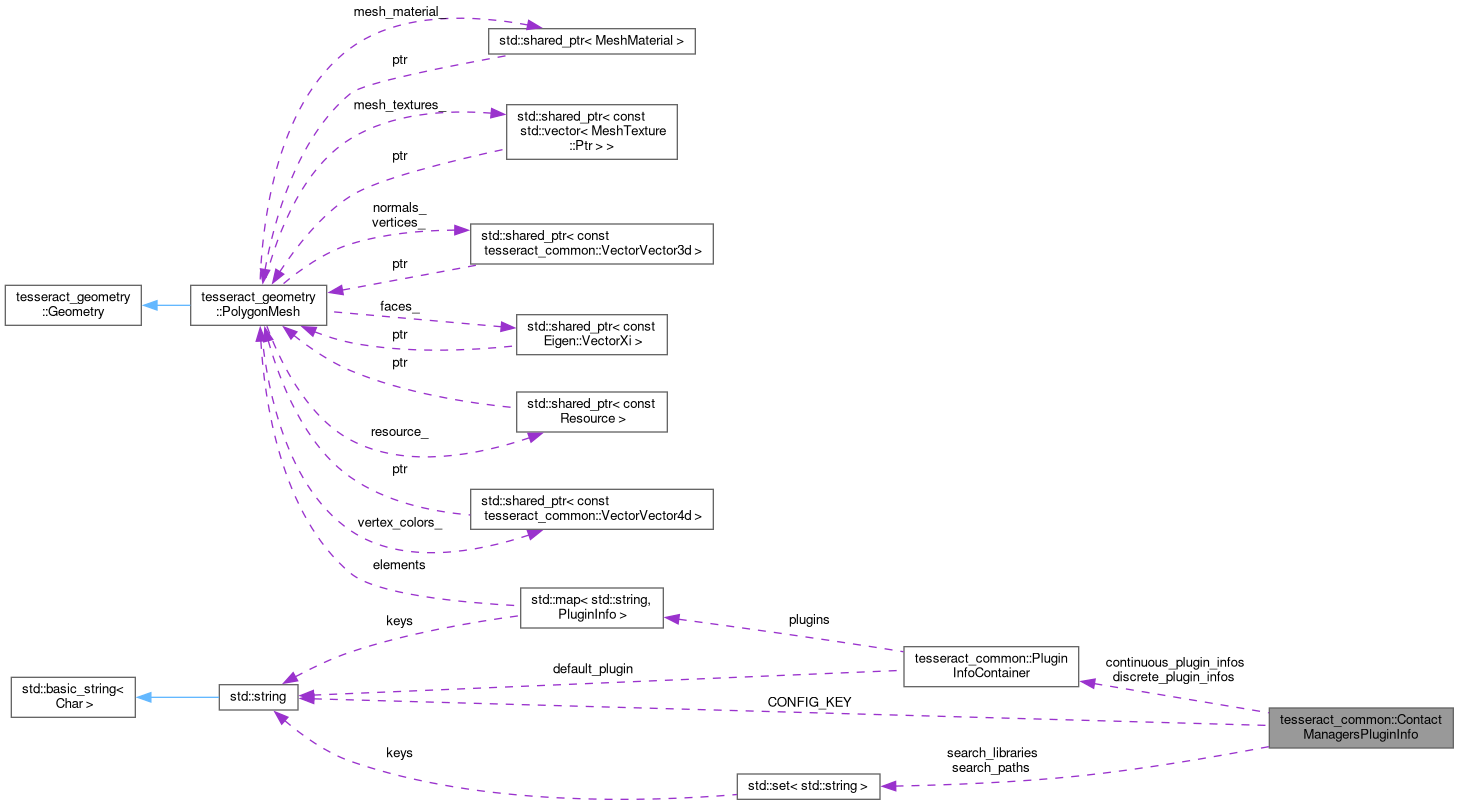 mesh_material_
std::shared_ptr< MeshMaterial >
ptr
mesh_textures_
std::shared_ptr< const
std::vector< MeshTexture
::Ptr > >
ptr
normals_
vertices_
std::shared_ptr< const
tesseract_common::VectorVector3d >
ptr
tesseract_geometry
::Geometry
tesseract_geometry
::PolygonMesh
faces_
std::shared_ptr< const
Eigen::VectorXi >
ptr
ptr
std::shared_ptr< const
Resource >
resource_
ptr
std::shared_ptr< const
tesseract_common::VectorVector4d >
vertex_colors_
elements
std::map< std::string,
PluginInfo >
keys
plugins
tesseract_common::Plugin
InfoContainer
default_plugin
continuous_plugin_infos
discrete_plugin_infos
std::basic_string<
Char >
std::string
CONFIG_KEY
tesseract_common::Contact
ManagersPluginInfo
keys
search_libraries
search_paths
std::set< std::string >